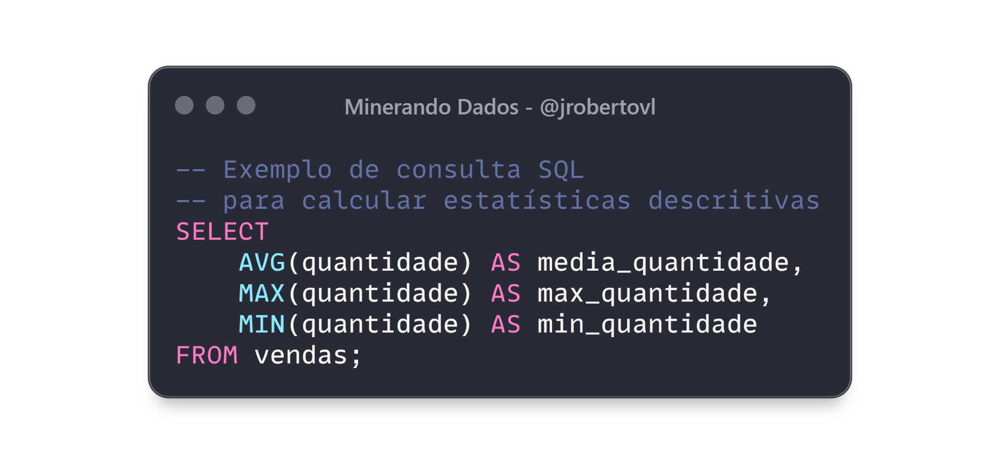 Minerando Dados - @jrobertovl
-- Exemplo de consulta SQL
-- para calcular estatísticas descritivas
SELECT
    AVG(quantidade) AS media_quantidade,
    MAX(quantidade) AS max_quantidade,
    MIN(quantidade) AS min_quantidade
FROM vendas;